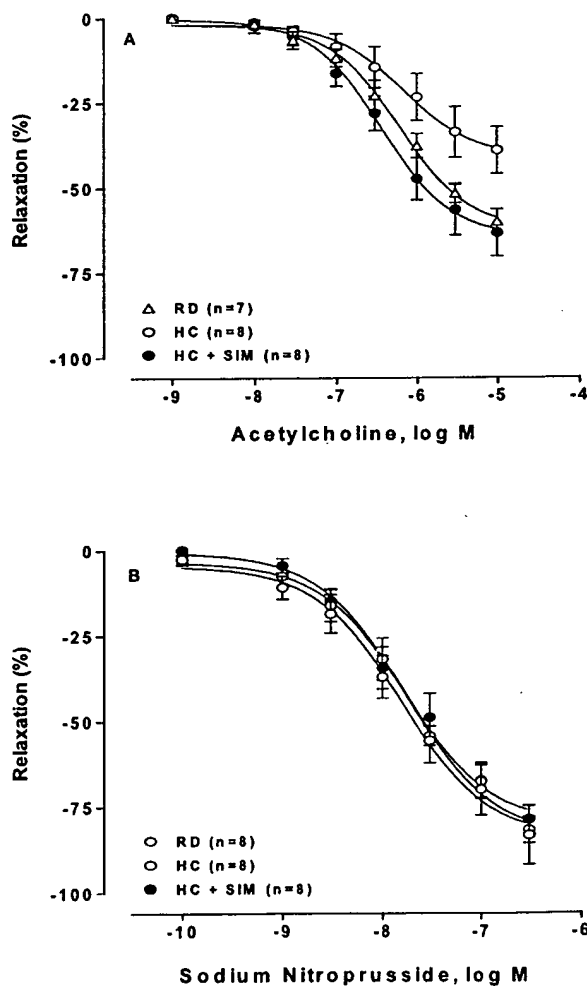 A
Relaxation (%)
0
-25
-50
-75
-100
RD (n=7)
HC (n=8)
HC + SIM (n=8)
-9 -8 -7 -6 -5 -4
Acetylcholine, log M
B
Relaxation (%)
0
-25
-50
-75
-100
RD (n=8)
HC (n=8)
HC + SIM (n=8)
-10 -9 -8 -7 -6
Sodium Nitroprusside, log M